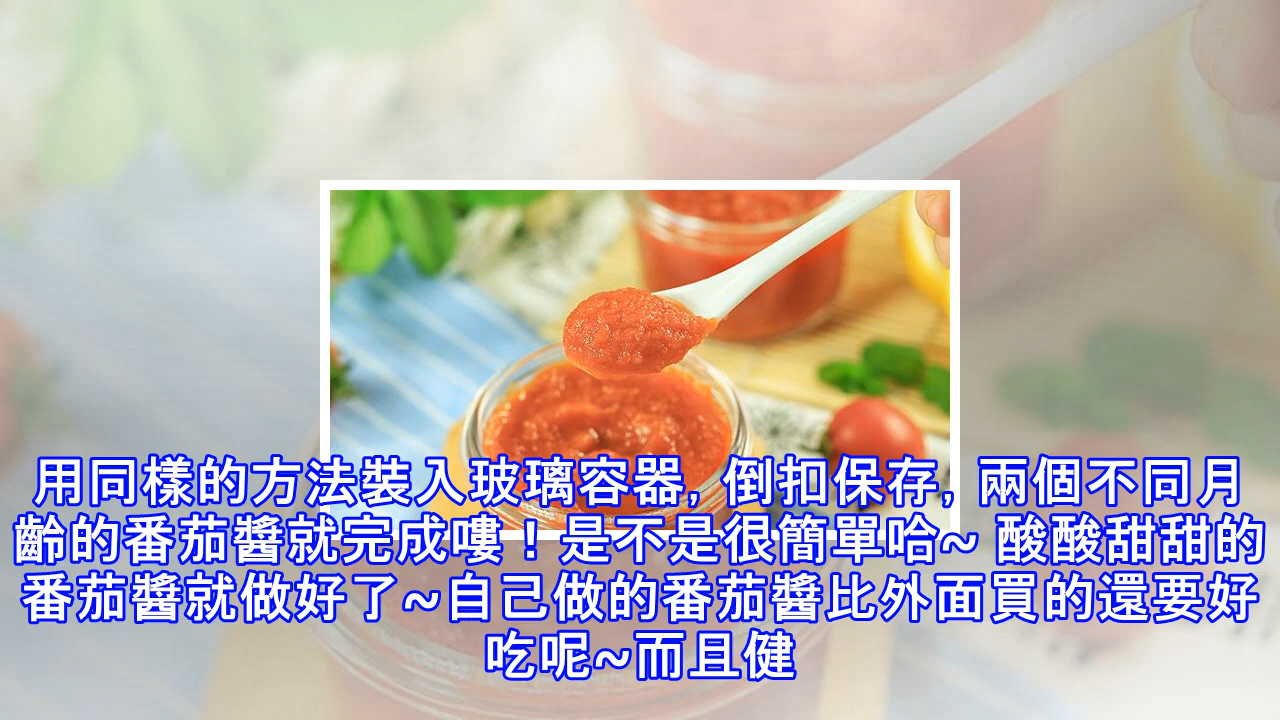 用同樣的方法裝入玻璃容器, 倒扣保存, 兩個不同月
齡的番茄醬就完成嘍！是不是很簡單哈~ 酸酸甜甜的
番茄醬就做好了~自己做的番茄醬比外面買的還要好
吃呢~而且健